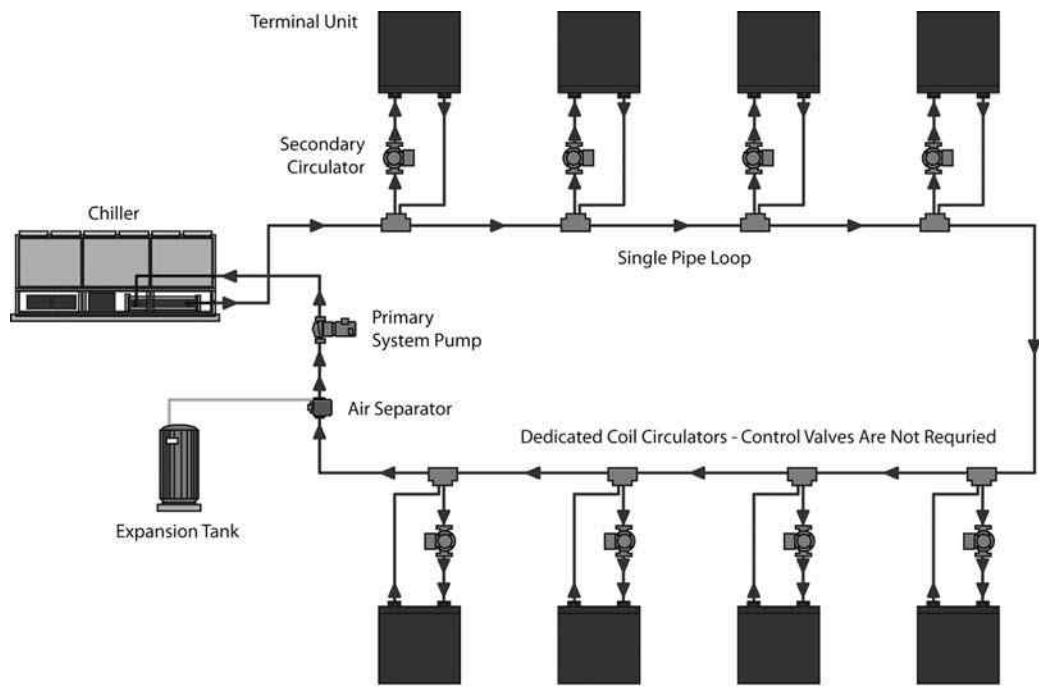 Terminal Unit
Secondary
Circulator
Chiller
Single Pipe Loop
Primary
System Pump
Air Separator
Dedicated Coil Circulators - Control Valves Are Not Requried
Expansion Tank